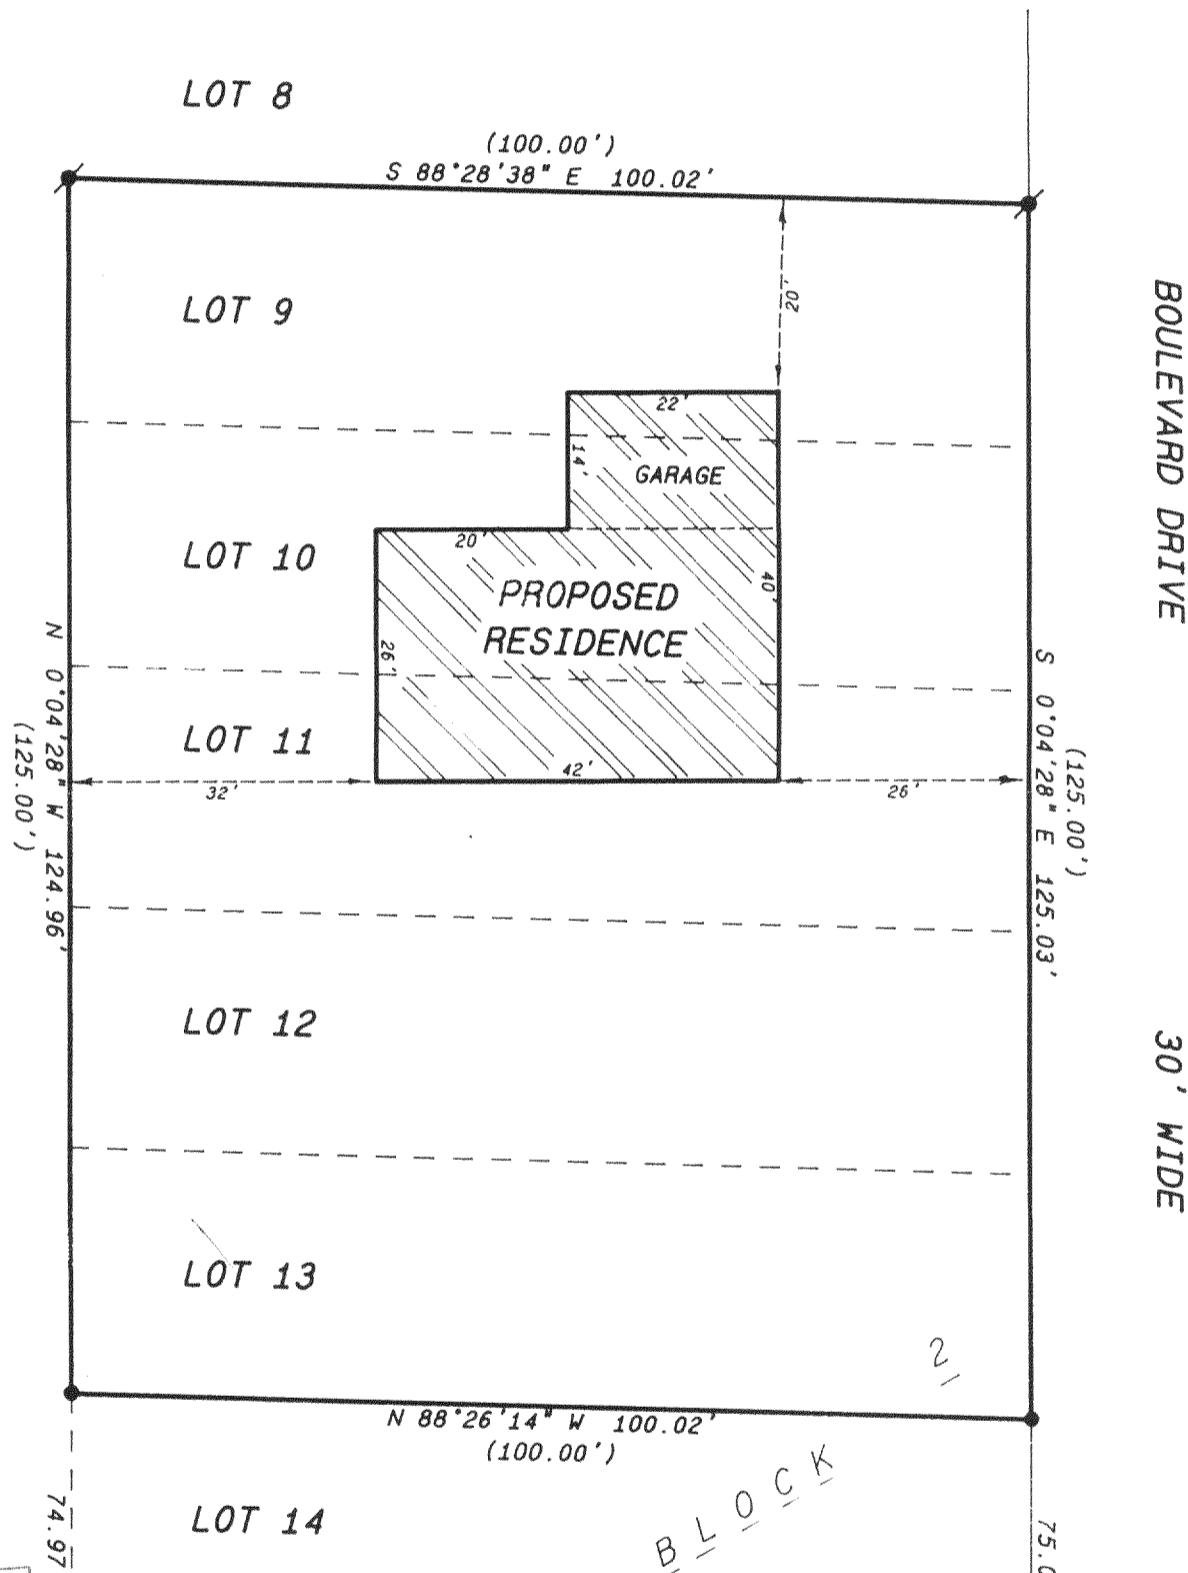 LOT 8
(100.00')
S 88°28'38" E 100.02'
LOT 9
20'
BOULEVARD DRIVE
22'
14'
GARAGE
20'
LOT 10
40'
PROPOSED
RESIDENCE
26'
N 0°04'28" W 124.96'
(125.00')
S 0°04'28" E 125.03'
(125.00')
LOT 11
42'
32'
26'
LOT 12
30' WIDE
LOT 13
2
N 88°26'14" W 100.02'
(100.00')
BLOCK
LOT 14
74.97
75.0